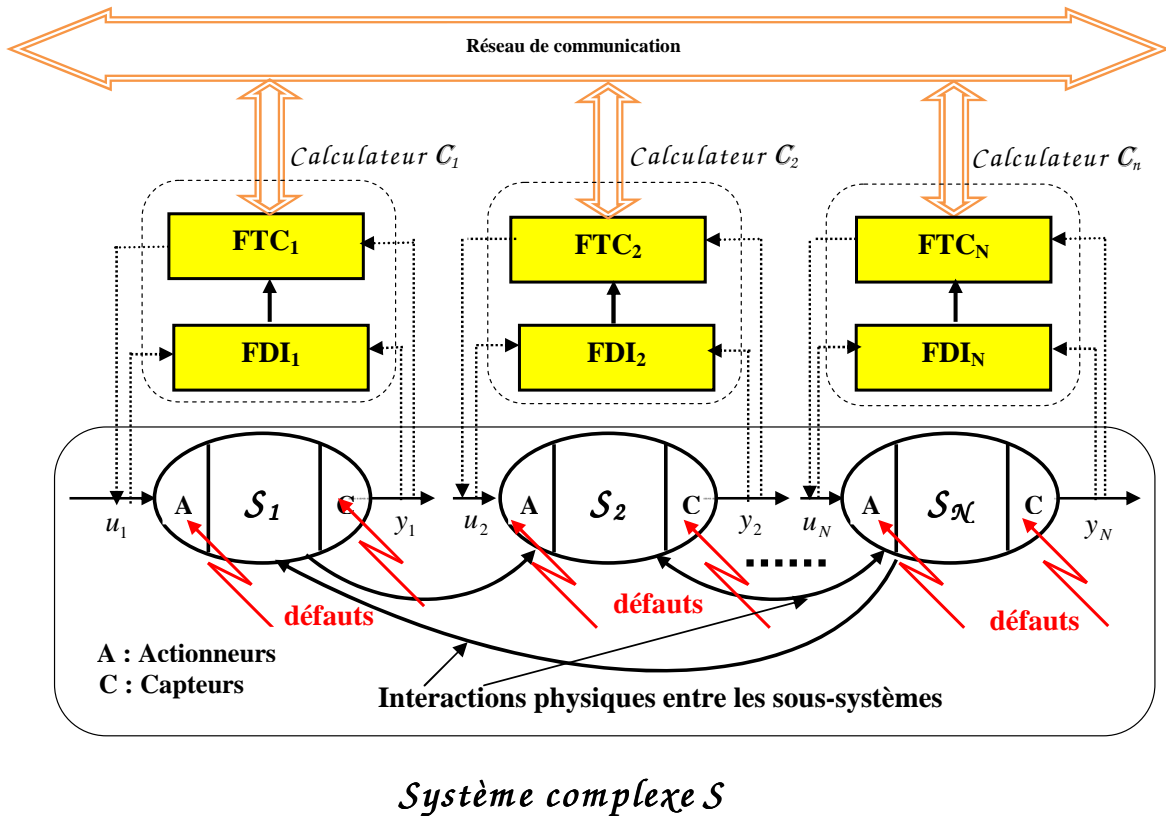 Réseau de communication
Calculateur C1
Calculateur C2
Calculateur Cn
FTC1
FTC2
FTCN
FDI1
FDI2
FDIN
A
S1
C
A
S2
C
A
SN
C
u1
y1
u2
y2
uN
yN
défauts
défauts
défauts
A : Actionneurs
C : Capteurs
Interactions physiques entre les sous-systèmes
Système complexe S